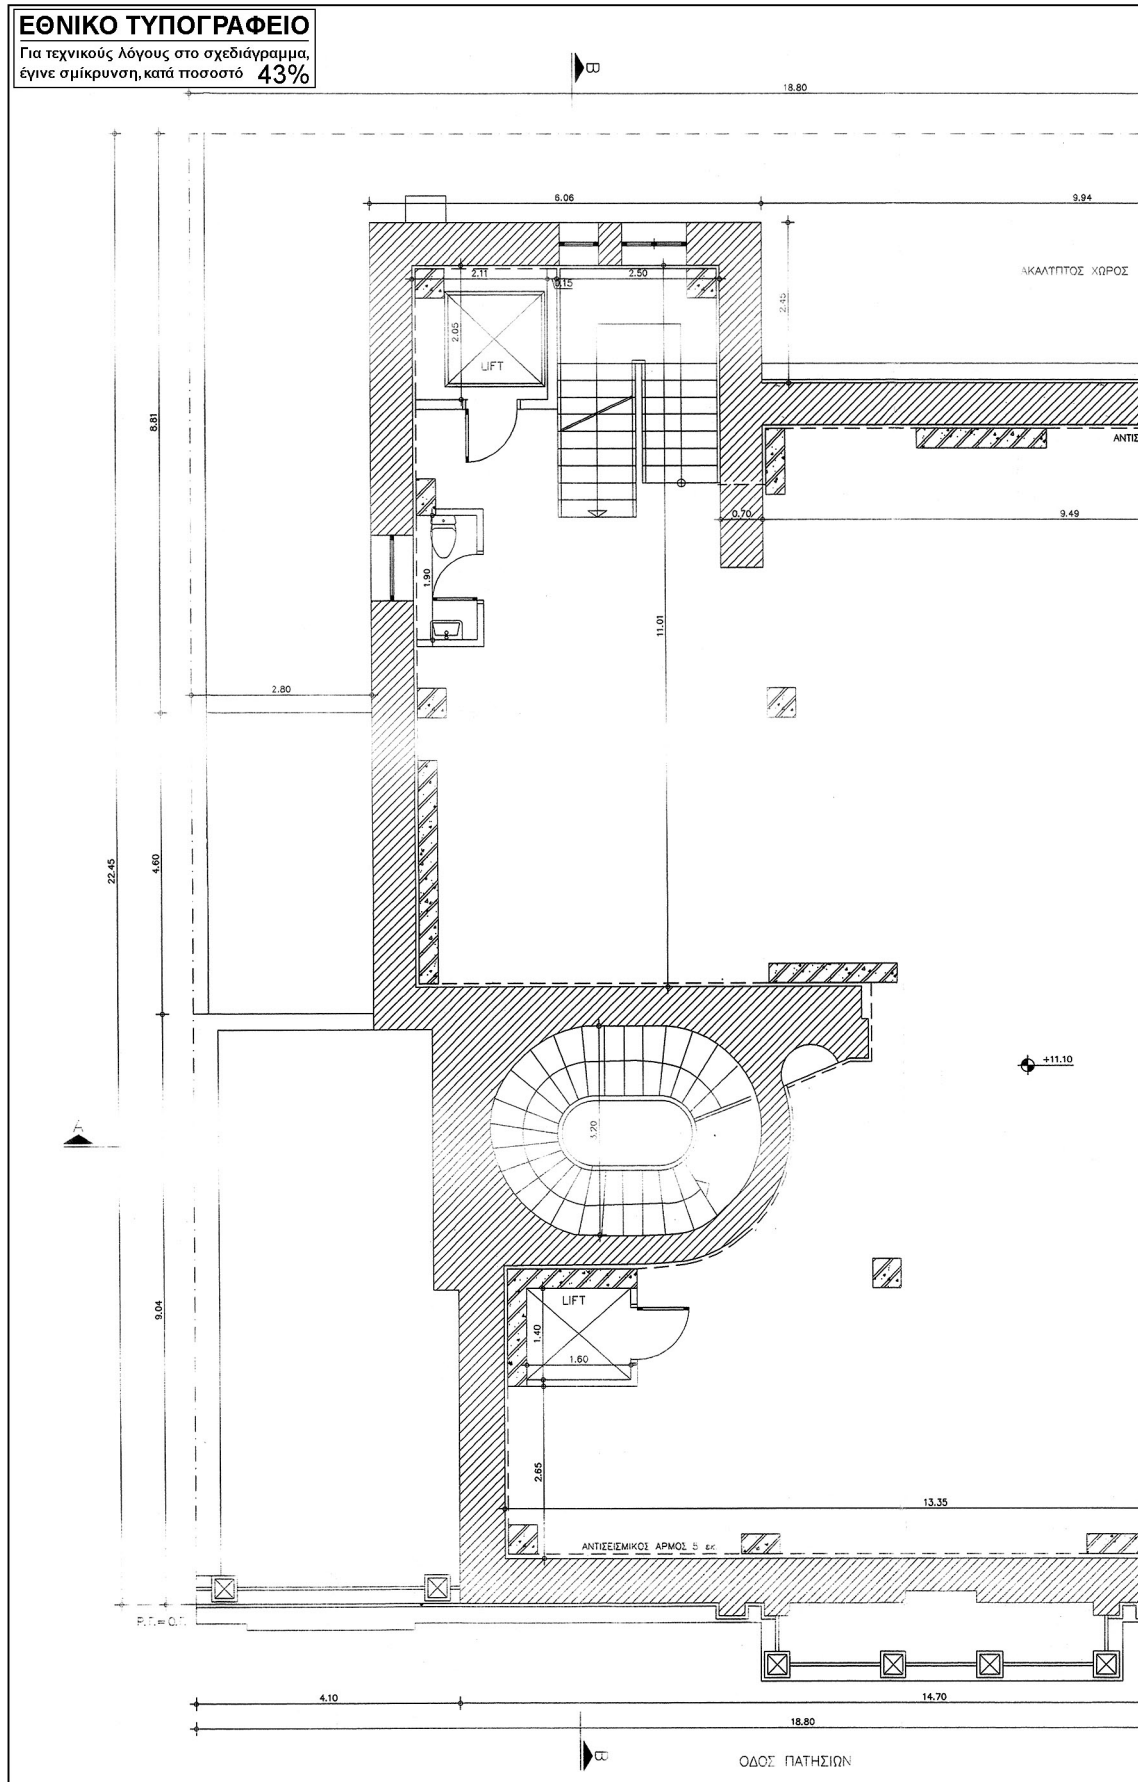 ΕΘΝΙΚΟ ΤΥΠΟΓΡΑΦΕΙΟ
Για τεχνικούς λόγους στο σχεδιάγραμμα,
έγινε σμίκρυνση, κατά ποσοστό 43%
B
18.80
6.06
9.94
ΑΚΑΛΥΠΤΟΣ ΧΩΡΟΣ
2.11
0.15
2.50
2.45
2.05
LIFT
8.81
ΑΝΤΙΣ
0.70
9.49
1.90
11.01
2.80
22.45
4.60
+11.10
A
3.20
LIFT
9.04
1.40
1.60
2.65
13.35
ΑΝΤΙΣΕΙΣΜΙΚΟΣ ΑΡΜΟΣ 5 εκ.
Ρ.Γ.=Ο.Γ.
4.10
14.70
18.80
B
ΟΔΟΣ ΠΑΤΗΣΙΩΝ